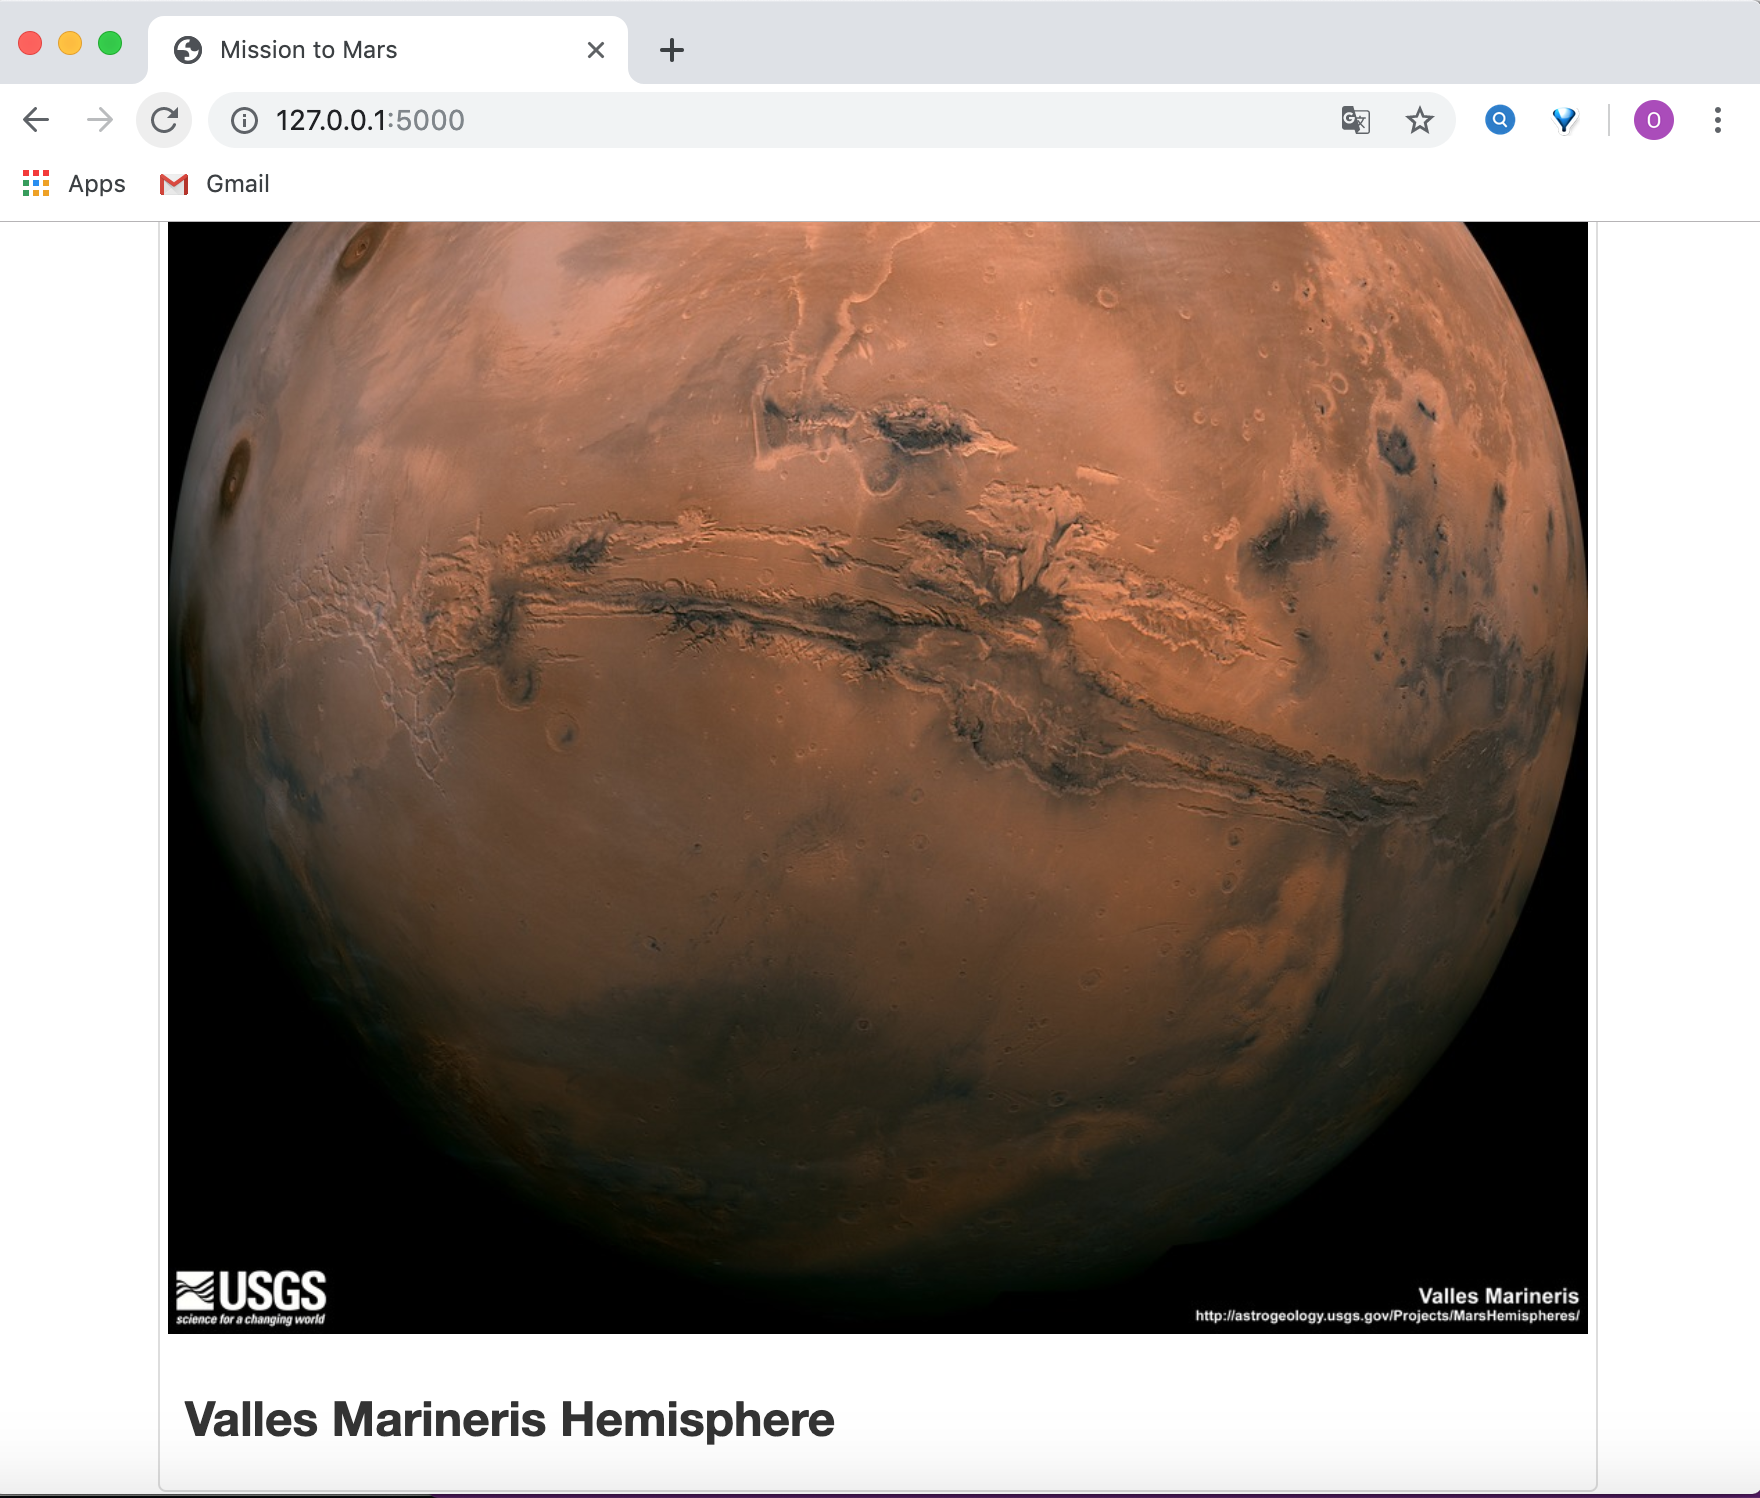 Mission to Mars
127.0.0.1:5000
Apps
Gmail
O
USGS
science for a changing world
Valles Marineris
http://astrogeology.usgs.gov/Projects/MarsHemispheres/
Valles Marineris Hemisphere